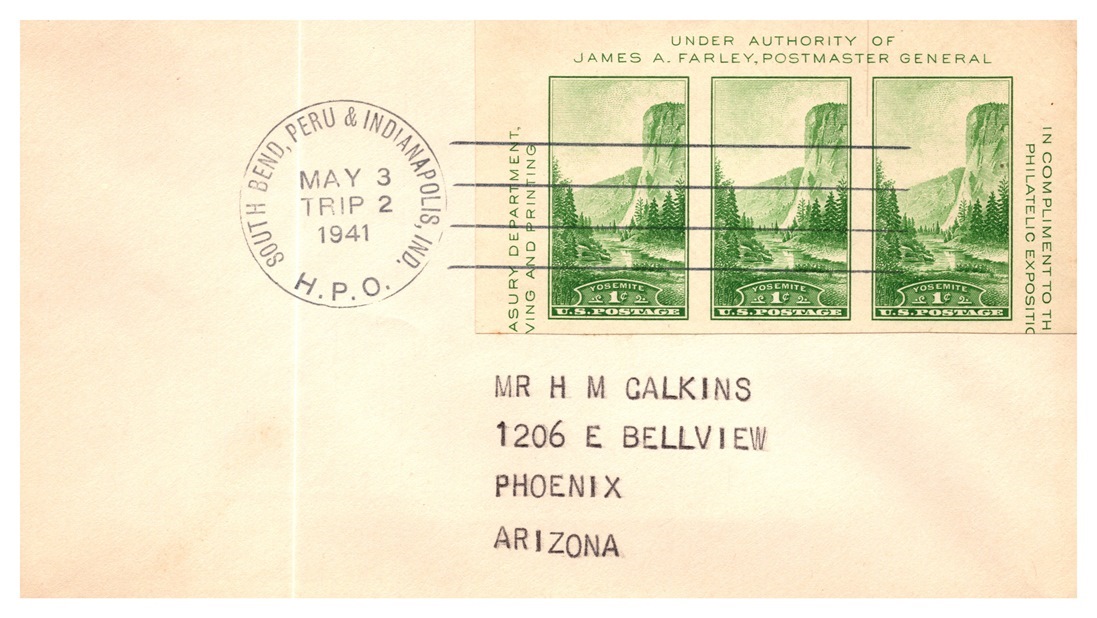 UNDER AUTHORITY OF
JAMES A. FARLEY, POSTMASTER GENERAL
ASURY DEPARTMENT,
VING AND PRINTING
IN COMPLIMENT TO TH
PHILATELIC EXPOSITIO
SOUTH BEND, PERU & INDIANAPOLIS, IND.
MAY 3
TRIP 2
1941
H.P.O.
YOSEMITE
1¢
U.S. POSTAGE
YOSEMITE
1¢
U.S. POSTAGE
YOSEMITE
1¢
U.S. POSTAGE
MR H M CALKINS
1206 E BELLVIEW
PHOENIX
ARIZONA